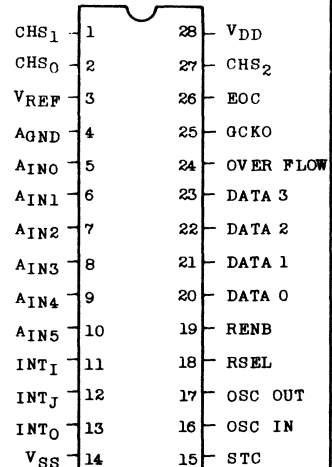 CHS1 1 28 VDD
CHS0 2 27 CHS2
VREF 3 26 EOC
AGND 4 25 GCKO
AIN0 5 24 OVER FLOW
AIN1 6 23 DATA 3
AIN2 7 22 DATA 2
AIN3 8 21 DATA 1
AIN4 9 20 DATA 0
AIN5 10 19 RENB
INTI 11 18 RSEL
INTJ 12 17 OSC OUT
INTO 13 16 OSC IN
VSS 14 15 STC